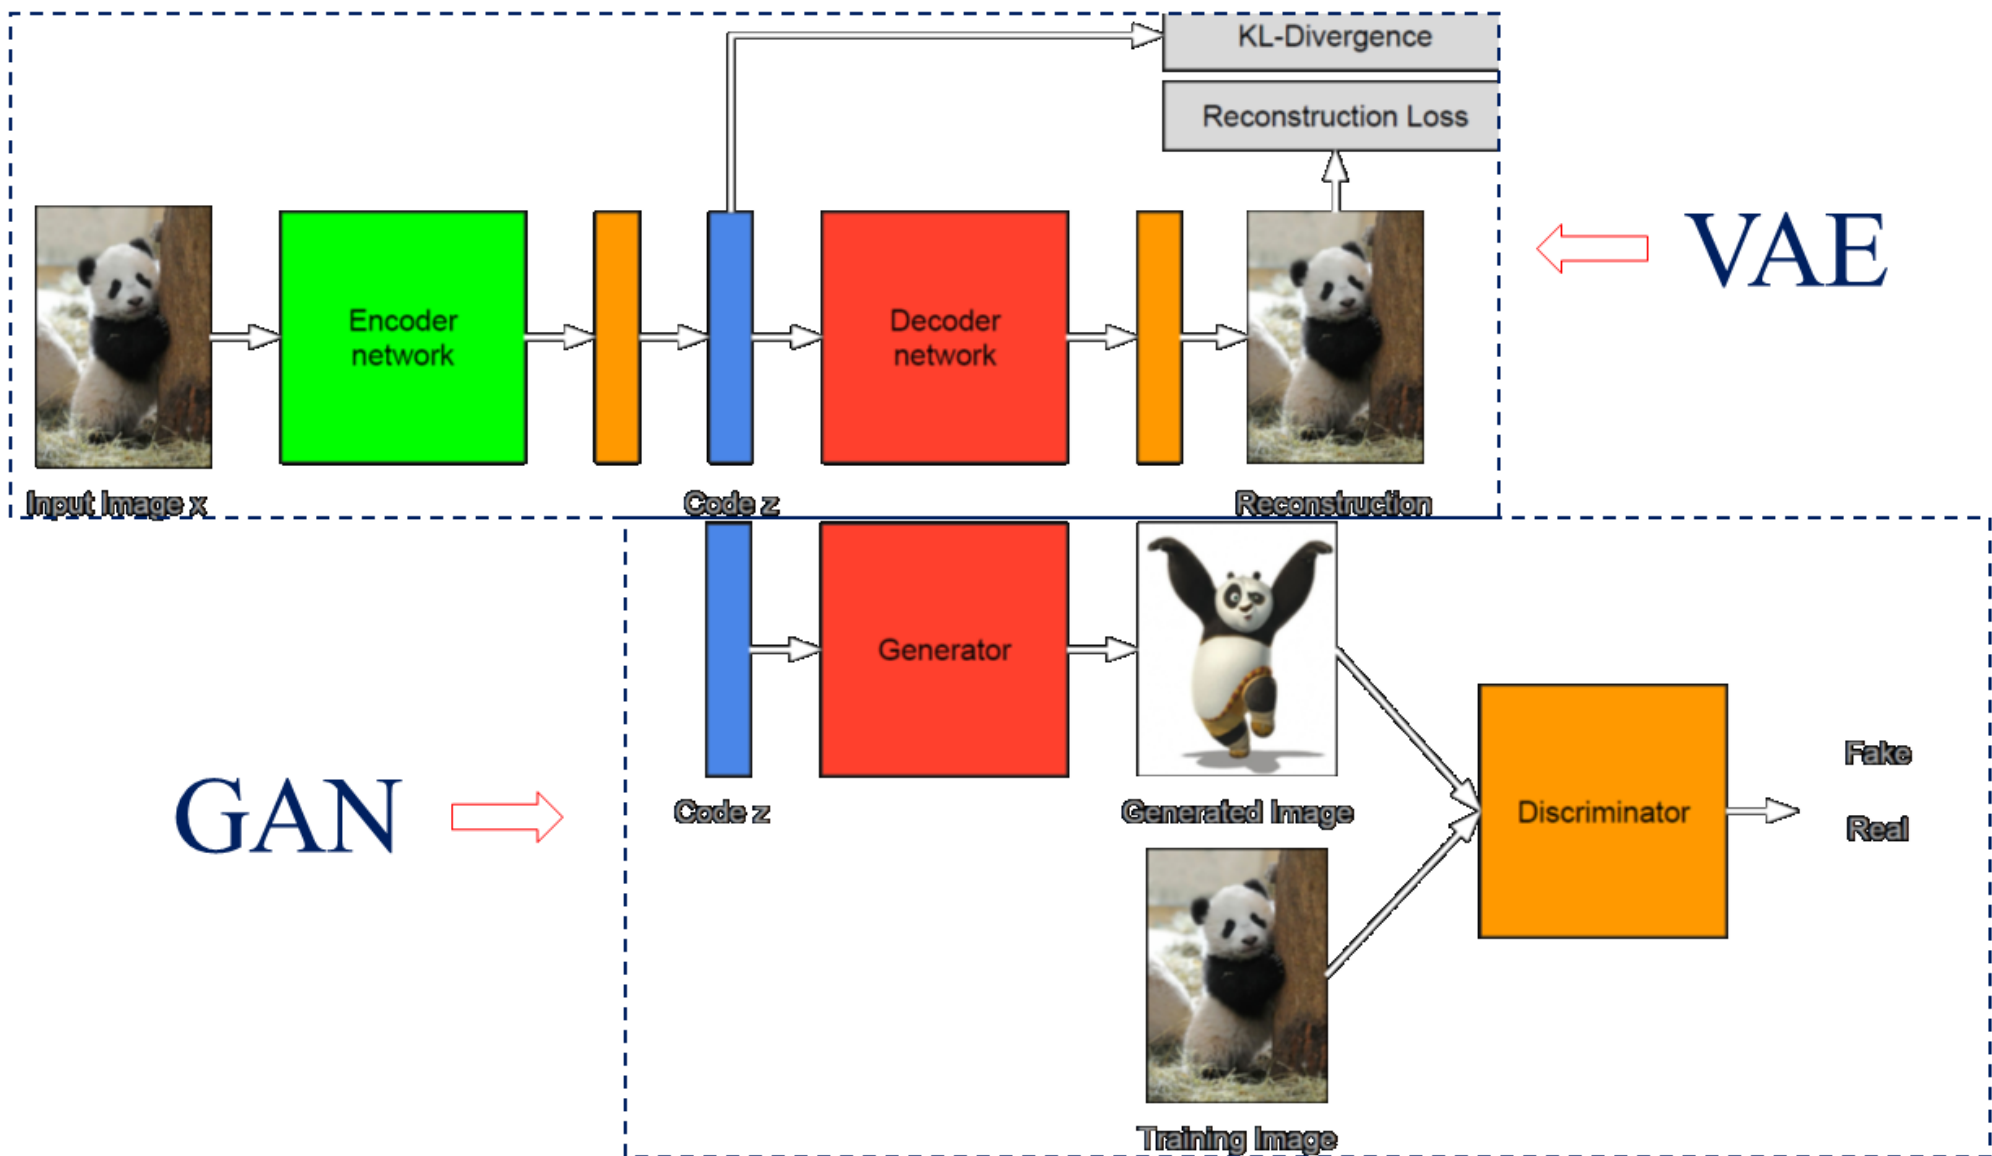 KL-Divergence
Reconstruction Loss
VAE
Encoder
network
Decoder
network
Input Image x
Code z
Reconstruction
Generator
GAN
Code z
Generated Image
Discriminator
Fake
Real
Training Image